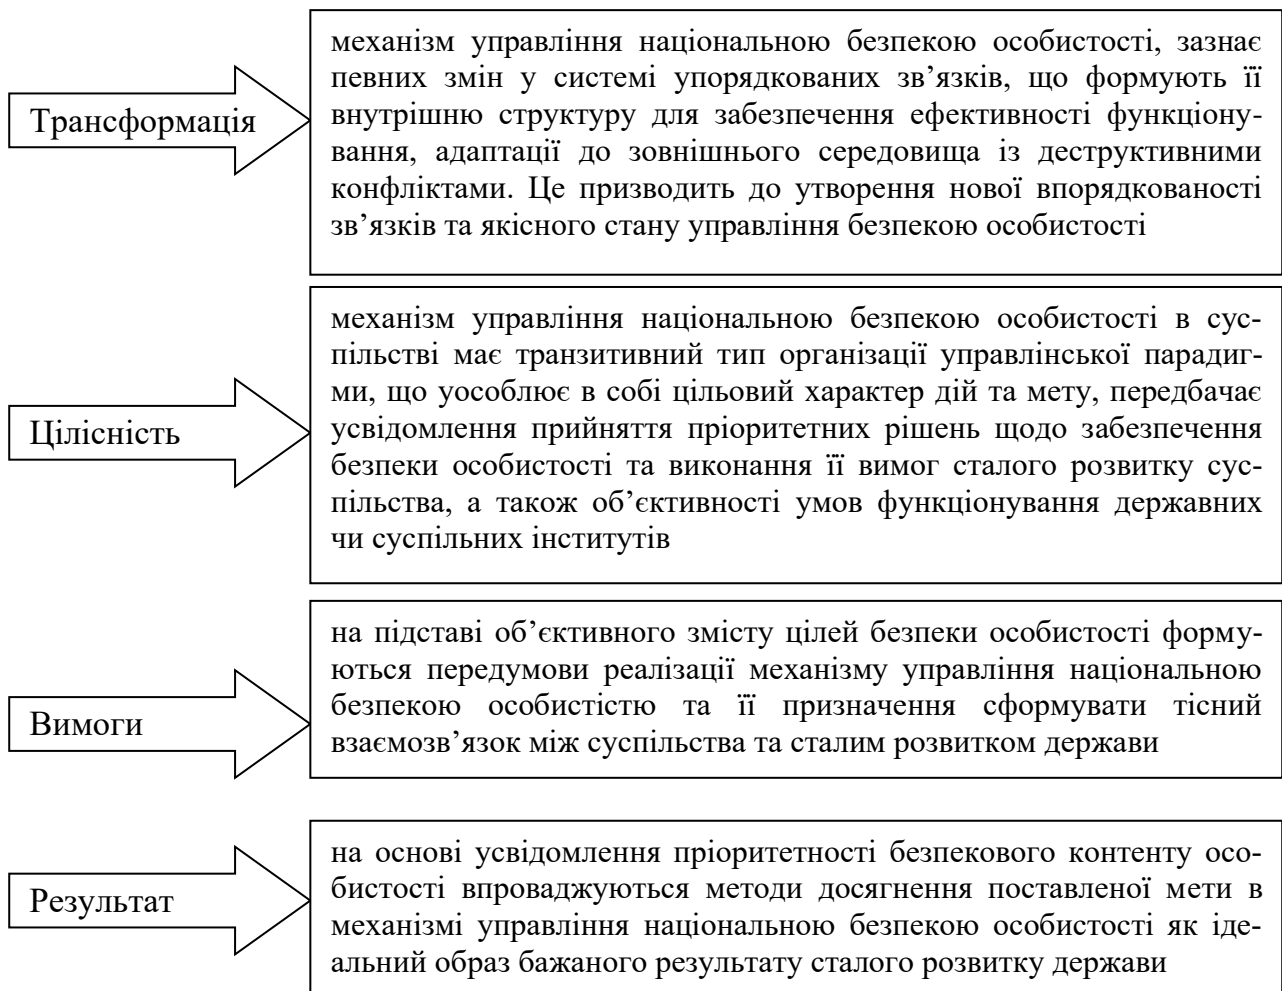 Трансформація
механізм управління національною безпекою особистості, зазнає
певних змін у системі упорядкованих зв’язків, що формують її
внутрішню структуру для забезпечення ефективності функціону-
вання, адаптації до зовнішнього середовища із деструктивними
конфліктами. Це призводить до утворення нової впорядкованості
зв’язків та якісного стану управління безпекою особистості
Цілісність
механізм управління національною безпекою особистості в сус-
пільстві має транзитивний тип організації управлінської парадиг-
ми, що уособлює в собі цільовий характер дій та мету, передбачає
усвідомлення прийняття пріоритетних рішень щодо забезпечення
безпеки особистості та виконання її вимог сталого розвитку сус-
пільства, а також об’єктивності умов функціонування державних
чи суспільних інститутів
Вимоги
на підставі об’єктивного змісту цілей безпеки особистості форму-
ються передумови реалізації механізму управління національною
безпекою особистістю та її призначення сформувати тісний
взаємозв’язок між суспільства та сталим розвитком держави
Результат
на основі усвідомлення пріоритетності безпекового контенту осо-
бистості впроваджуються методи досягнення поставленої мети в
механізмі управління національною безпекою особистості як іде-
альний образ бажаного результату сталого розвитку держави